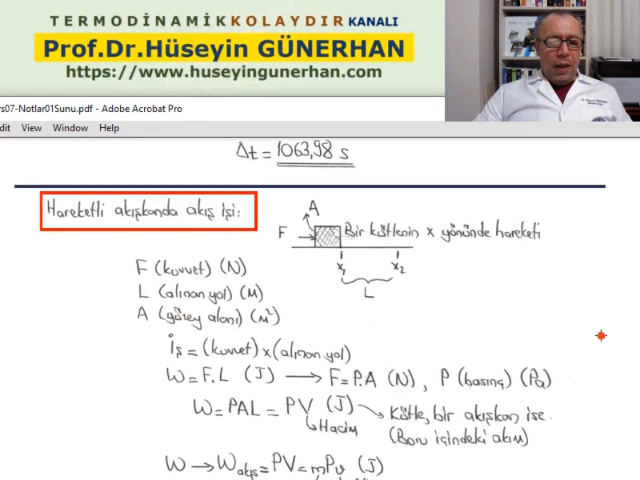 TERMODİNAMİKKOLAYDIR KANALI
Prof.Dr.Hüseyin GÜNERHAN
https://www.huseyingunerhan.com
rs07-Notlar01Sunu.pdf - Adobe Acrobat Pro
dit View Window Help
Δt = 1063,98 s
Hareketli akışkanda akış işi:
A
F Bir kütlenin x yönünde hareketi
x₁ x₂
L
F (kuvvet) (N)
L (alınan yol) (m)
A (yüzey alanı) (m²)
İş = (kuvvet) x (alınan yol)
W = F.L (J) → F = P.A (N), P (basınç) (Pa)
W = PAL = PV (J) → Kütle, bir akışkan ise
Hacim (Boru içindeki akım)
W → Wakış = PV = mPv (J)